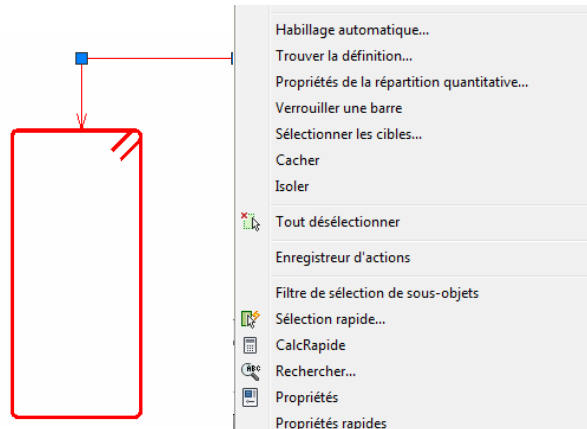 Habillage automatique...
Trouver la définition...
Propriétés de la répartition quantitative...
Verrouiller une barre
Sélectionner les cibles...
Cacher
Isoler
Tout désélectionner
Enregistreur d'actions
Filtre de sélection de sous-objets
Sélection rapide...
CalcRapide
ABC
Rechercher...
Propriétés
Propriétés rapides